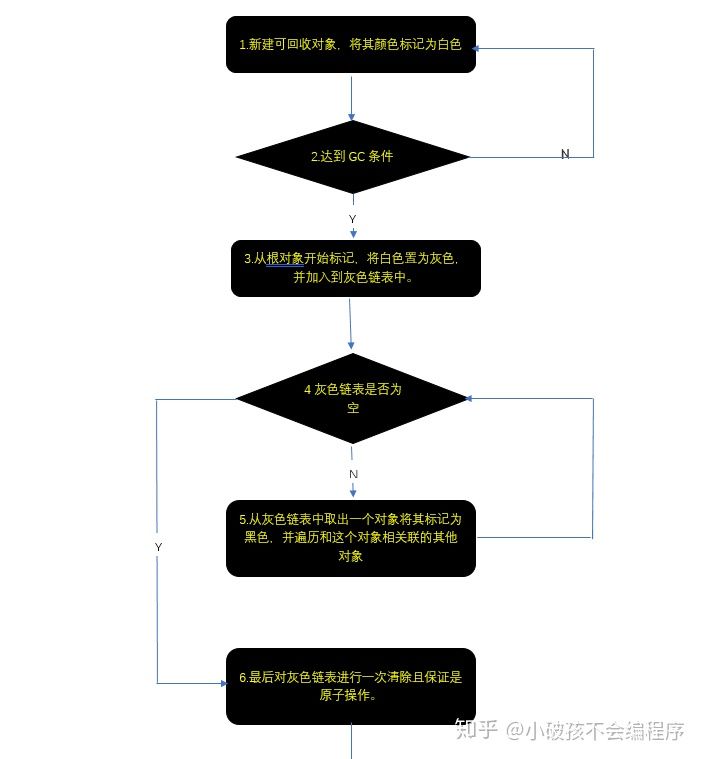 1.新建可回收对象，将其颜色标记为白色
2.达到 GC 条件
N
Y
3.从根对象开始标记，将白色置为灰色，
并加入到灰色链表中。
4 灰色链表是否为
空
N
5.从灰色链表中取出一个对象将其标记为
黑色，并遍历和这个对象相关联的其他
对象
Y
6.最后对灰色链表进行一次清除且保证是
原子操作。
知乎 @小破孩不会编程序